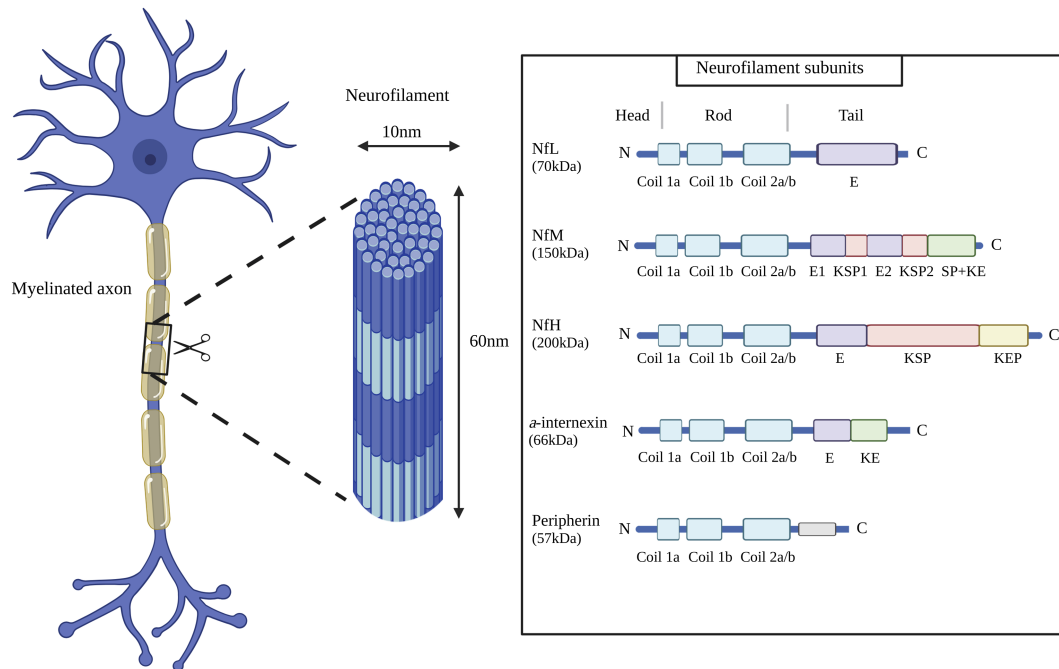 Neurofilament
10nm
Myelinated axon
60nm
Neurofilament subunits
Head Rod Tail
NfL
(70kDa)
N C
Coil 1a Coil 1b Coil 2a/b E
NfM
(150kDa)
N C
Coil 1a Coil 1b Coil 2a/b E1 KSP1 E2 KSP2 SP+KE
NfH
(200kDa)
N C
Coil 1a Coil 1b Coil 2a/b E KSP KEP
a-internexin
(66kDa)
N C
Coil 1a Coil 1b Coil 2a/b E KE
Peripherin
(57kDa)
N C
Coil 1a Coil 1b Coil 2a/b